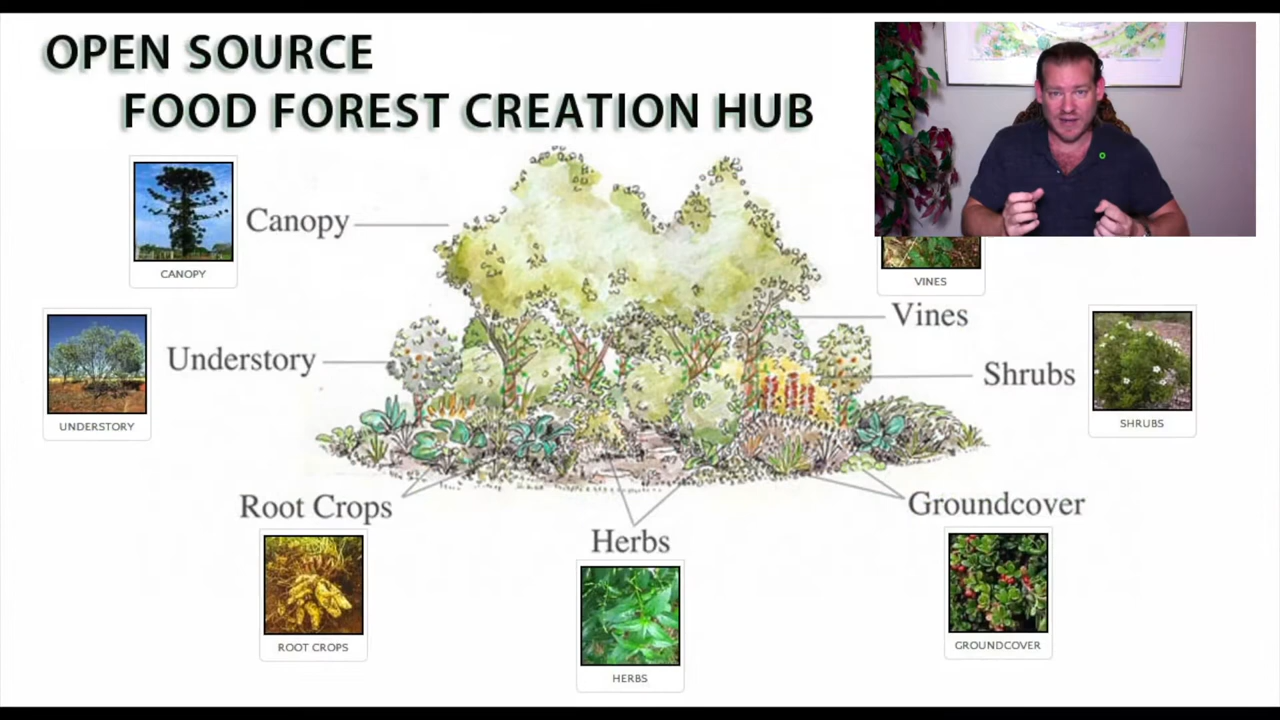 OPEN SOURCE
FOOD FOREST CREATION HUB
Canopy
CANOPY
VINES
Vines
Understory
UNDERSTORY
Shrubs
SHRUBS
Root Crops
ROOT CROPS
Herbs
HERBS
Groundcover
GROUNDCOVER